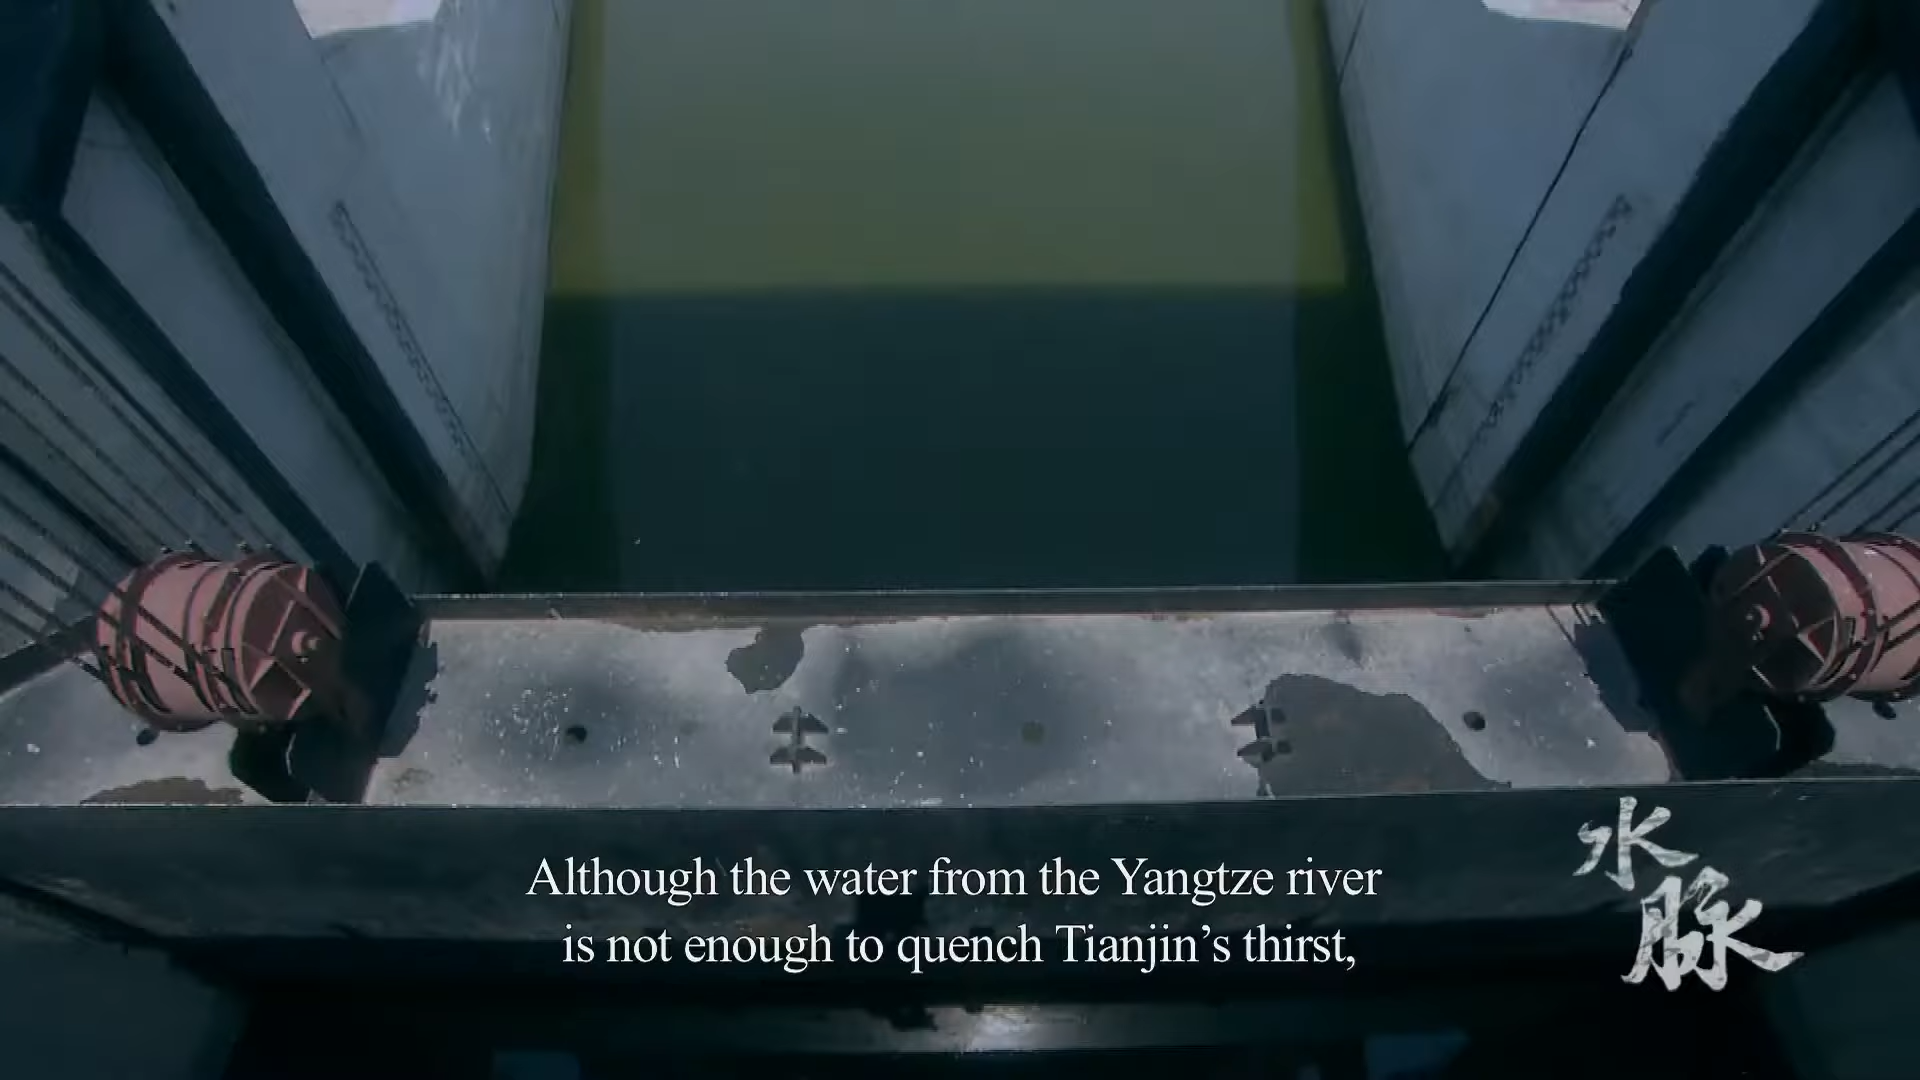 Although the water from the Yangtze river
is not enough to quench Tianjin’s thirst,
水
脉